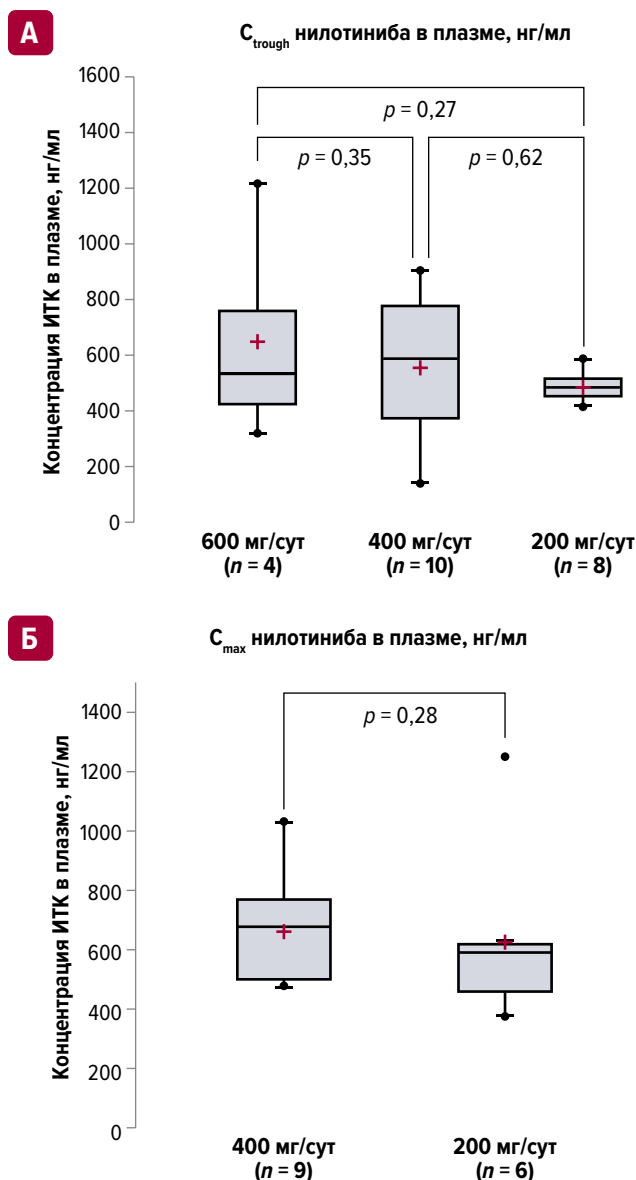 А
C_trough нилотиниба в плазме, нг/мл
Концентрация ИТК в плазме, нг/мл
1600
1400
1200
1000
800
600
400
200
0
p = 0,27
p = 0,35
p = 0,62
600 мг/сут
(n = 4)
400 мг/сут
(n = 10)
200 мг/сут
(n = 8)
Б
C_max нилотиниба в плазме, нг/мл
Концентрация ИТК в плазме, нг/мл
1400
1200
1000
800
600
400
200
0
p = 0,28
400 мг/сут
(n = 9)
200 мг/сут
(n = 6)